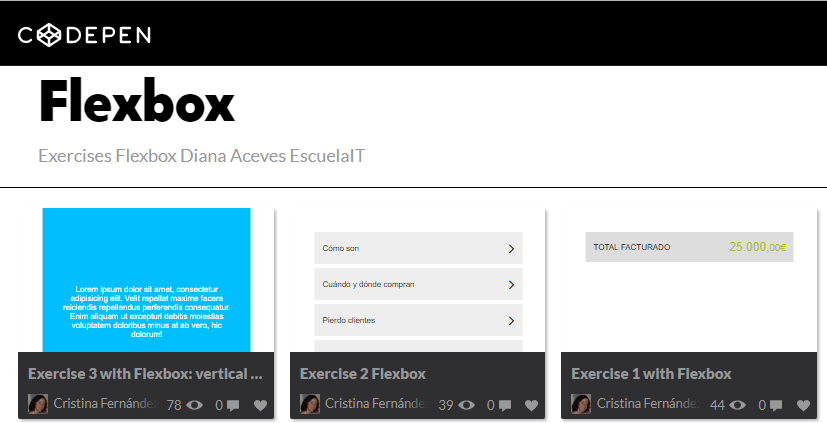 CODEPEN
Flexbox
Exercises Flexbox Diana Aceves EscuelaIT
Lorem ipsum dolor sit amet, consectetur
adipisicing elit. Velit repellat maxime facere
reiciendis repellendus perferendis consequatur.
Enim aliquam ut excepturi debitis molestias
voluptatem doloribus minus at ab vero, hic
dolorum!
Exercise 3 with Flexbox: vertical ...
Cristina Fernánde 78 0
Cómo son
Cuándo y dónde compran
Pierdo clientes
Exercise 2 Flexbox
Cristina Fernánde 39 0
TOTAL FACTURADO 25.000,00€
Exercise 1 with Flexbox
Cristina Fernánde 44 0